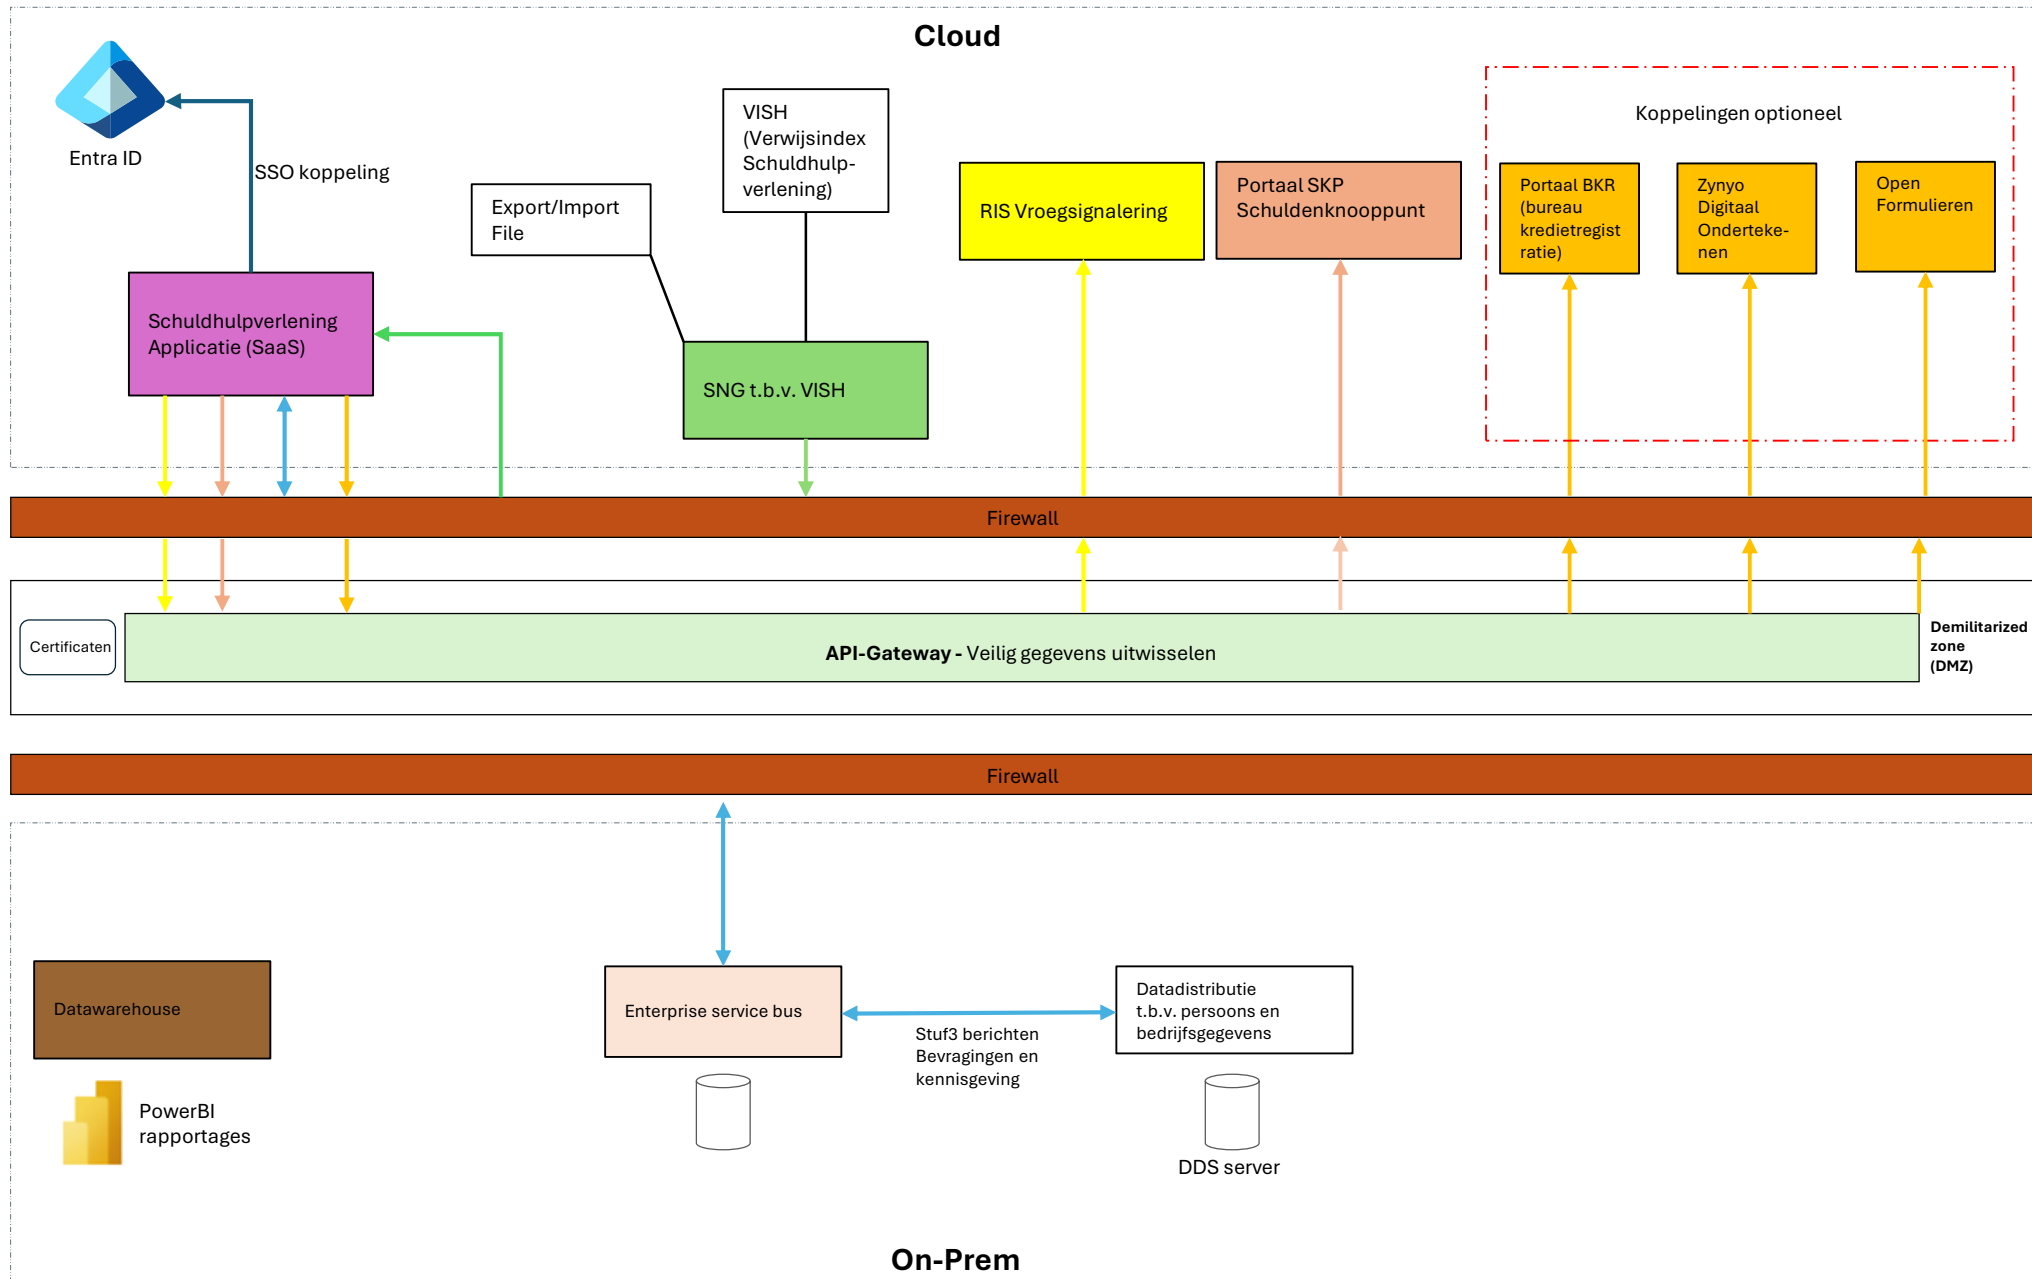 Cloud
Entra ID
SSO koppeling
Export/Import
File
VISH
(Verwijsindex
Schuldhulp-
verlening)
RIS Vroegsignalering
Portaal SKP
Schuldenknooppunt
Koppelingen optioneel
Portaal BKR
(bureau
kredietregist
ratie)
Zynyo
Digitaal
Onderteke-
nen
Open
Formulieren
Schuldhulpverlening
Applicatie (SaaS)
SNG t.b.v. VISH
Firewall
Certificaten
API-Gateway - Veilig gegevens uitwisselen
Demilitarized
zone
(DMZ)
Firewall
Datawarehouse
PowerBI
rapportages
Enterprise service bus
Stuf3 berichten
Bevragingen en
kennisgeving
Datadistributie
t.b.v. persoons en
bedrijfsgegevens
DDS server
On-Prem